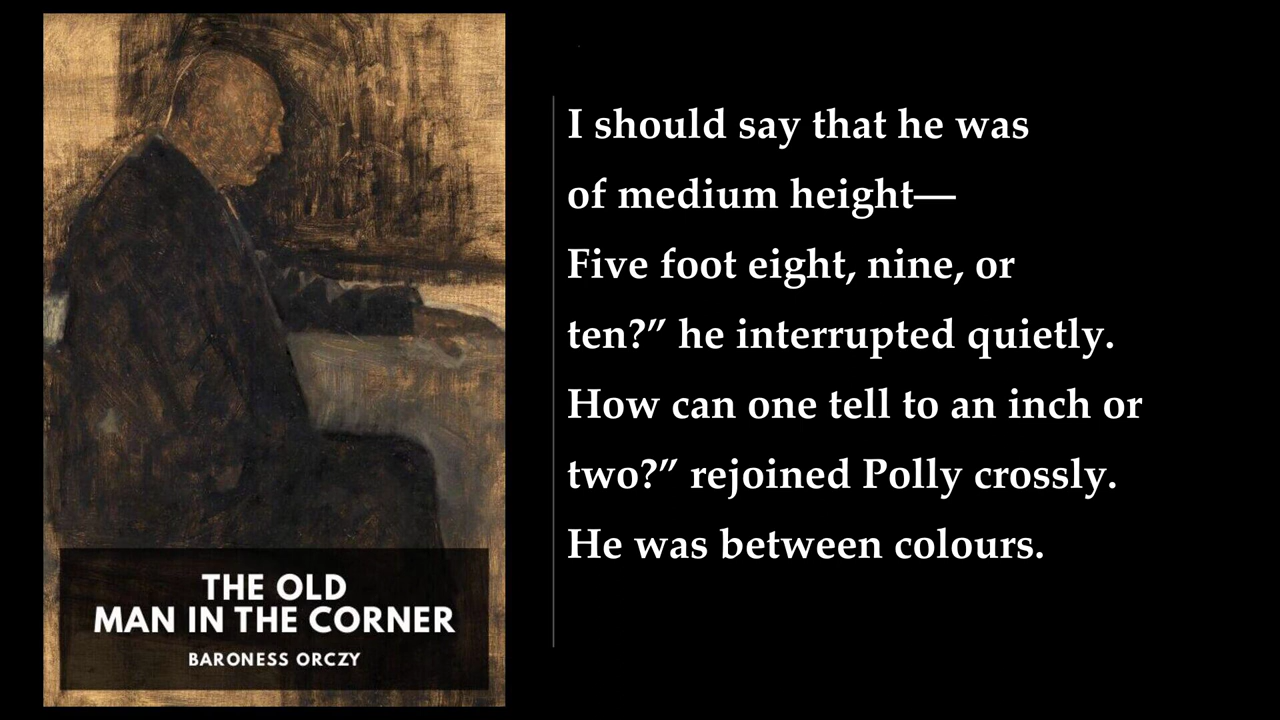 I should say that he was
of medium height—
Five foot eight, nine, or
ten?” he interrupted quietly.
How can one tell to an inch or
two?” rejoined Polly crossly.
He was between colours.
THE OLD
MAN IN THE CORNER
BARONESS ORCZY